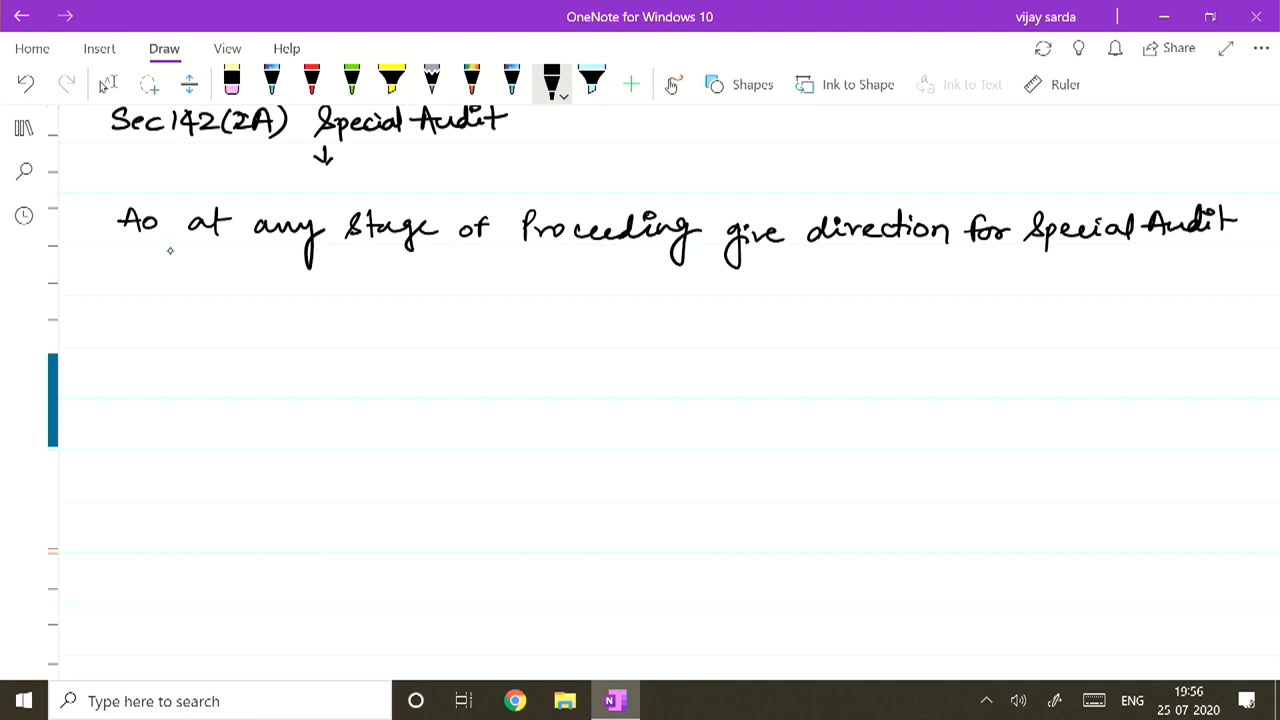 OneNote for Windows 10
vijay sarda
Home Insert Draw View Help
Share
Shapes Ink to Shape Ink to Text Ruler
Sec 142(2A) Special Audit
Ao at any stage of Proceeding give direction for Special Audit
Type here to search
ENG
19:56
25 07 2020